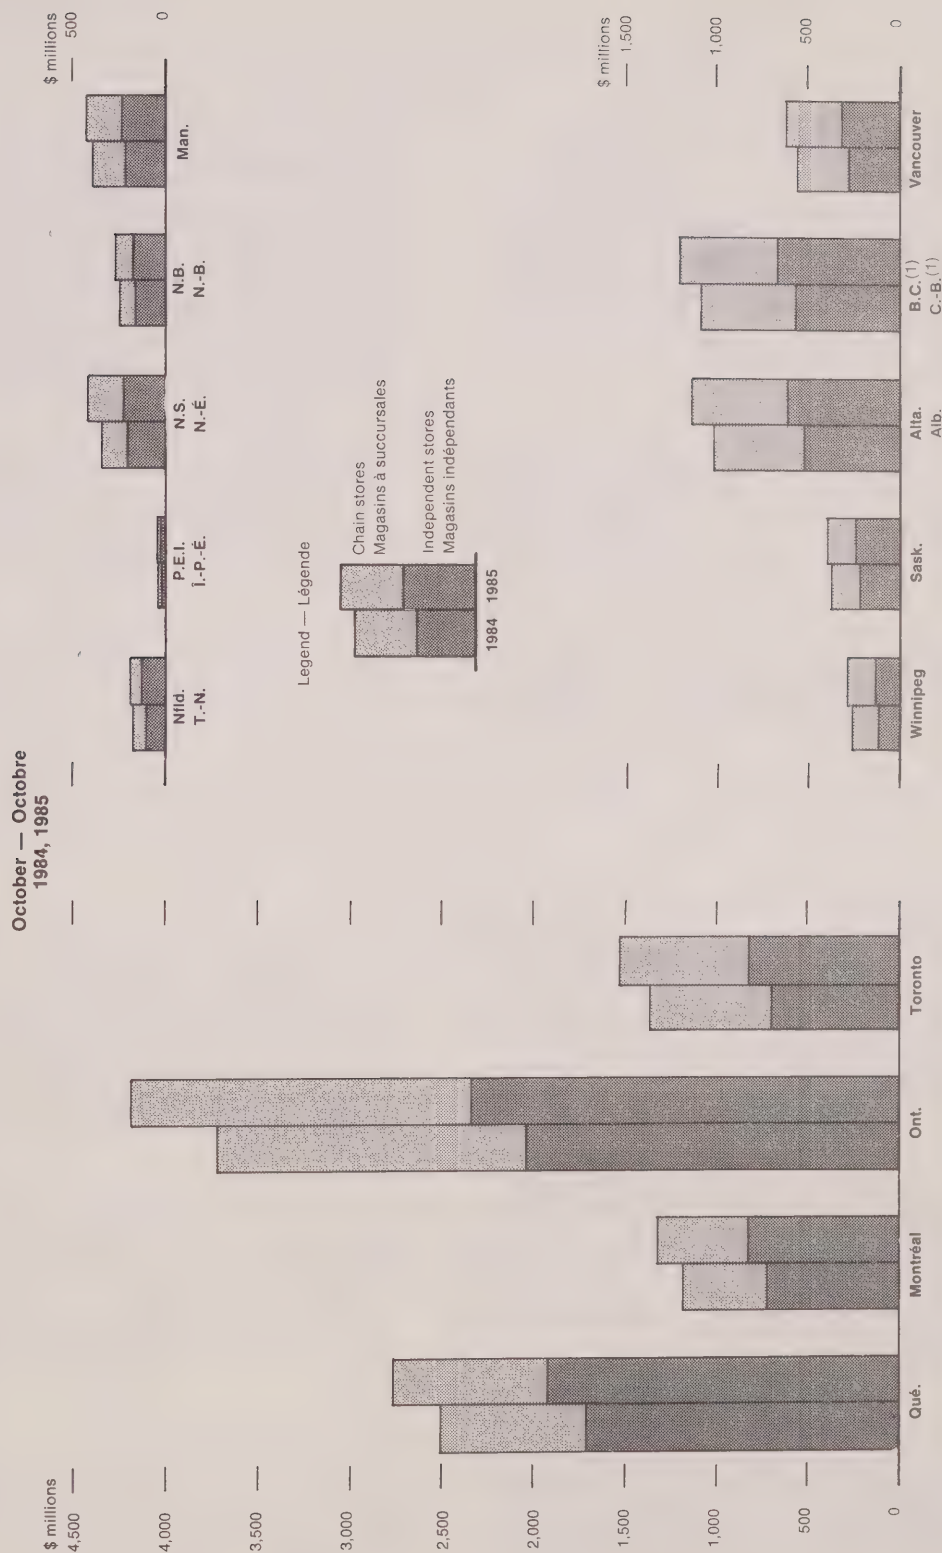 October — Octobre
1984, 1985
$ millions
4,500
4,000
3,500
3,000
2,500
2,000
1,500
1,000
500
0
Qué.
Montréal
Ont.
Toronto
$ millions
500
0
Nfld.
T.-N.
P.E.I.
Î.-P.-É.
N.S.
N.-É.
N.B.
N.-B.
Man.
Legend — Légende
Chain stores
Magasins à succursales
Independent stores
Magasins indépendants
1984 1985
$ millions
1,500
1,000
500
0
Winnipeg
Sask.
Alta.
Alb.
B.C.(1)
C.-B.(1)
Vancouver